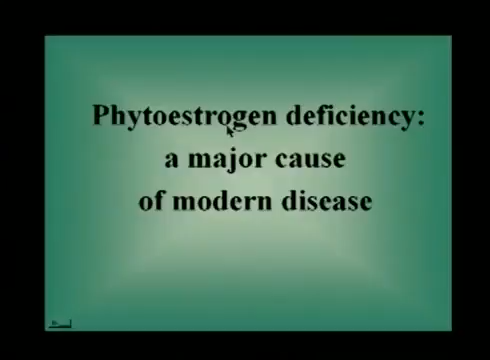 Phytoestrogen deficiency:
a major cause
of modern disease